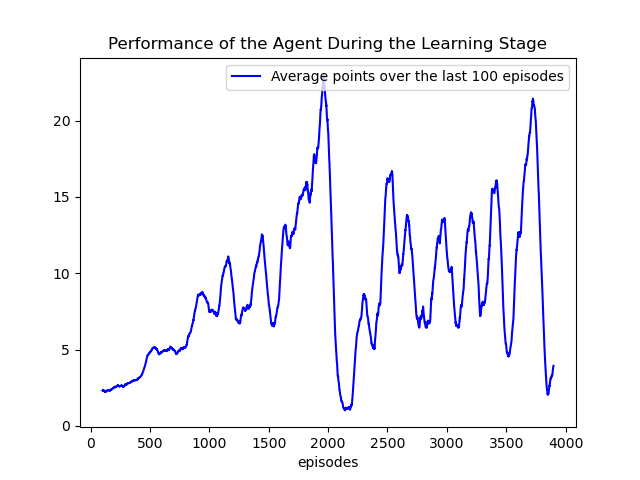 Performance of the Agent During the Learning Stage
Average points over the last 100 episodes
20
15
10
5
0
0 500 1000 1500 2000 2500 3000 3500 4000
episodes